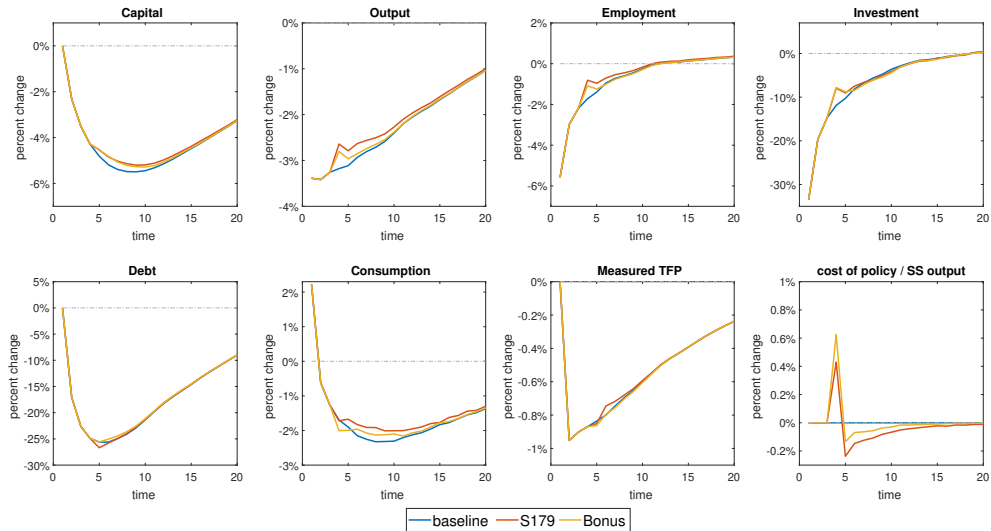 Capital
Output
Employment
Investment
0%
-2%
-4%
-6%
percent change
0 5 10 15 20
time
0%
-1%
-2%
-3%
-4%
percent change
0 5 10 15 20
time
2%
0%
-2%
-4%
-6%
percent change
0 5 10 15 20
time
0%
-10%
-20%
-30%
percent change
0 5 10 15 20
time
Debt
Consumption
Measured TFP
cost of policy / SS output
5%
0%
-5%
-10%
-15%
-20%
-25%
-30%
percent change
0 5 10 15 20
time
2%
1%
0%
-1%
-2%
-3%
percent change
0 5 10 15 20
time
0%
-0.2%
-0.4%
-0.6%
-0.8%
-1%
percent change
0 5 10 15 20
time
1%
0.8%
0.6%
0.4%
0.2%
0%
-0.2%
percent change
0 5 10 15 20
time
baseline S179 Bonus